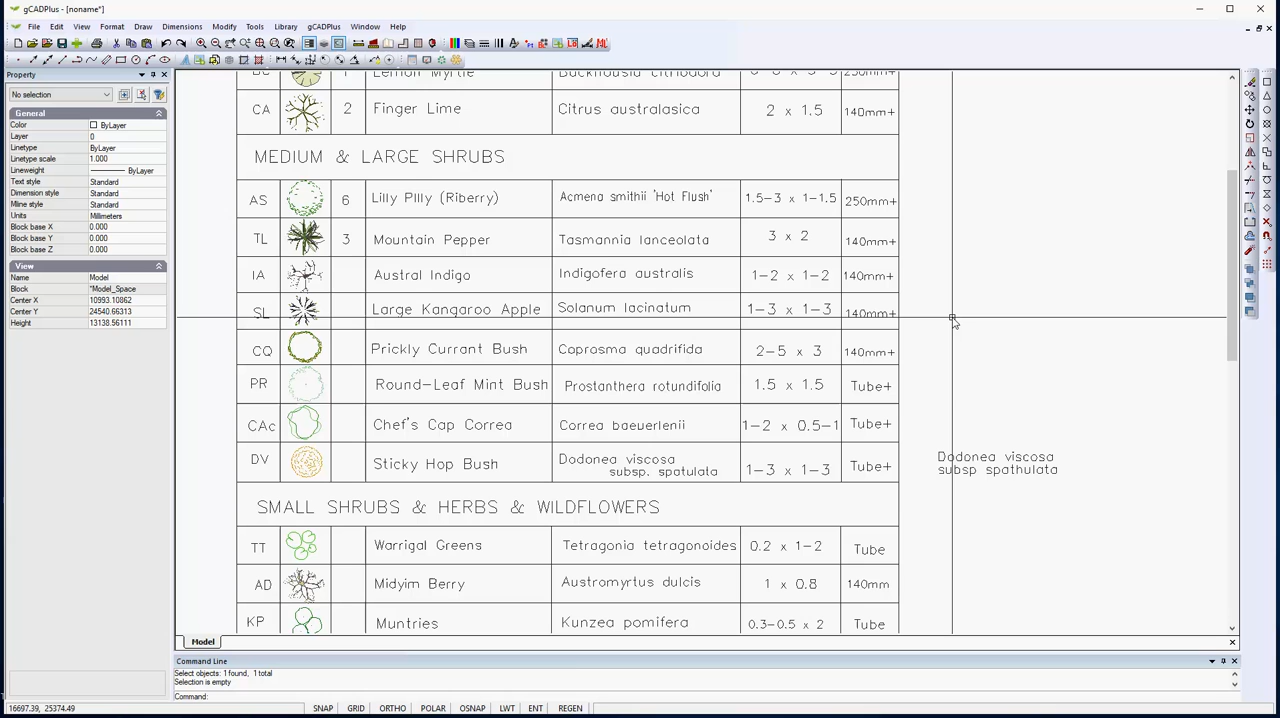 gCADPlus - [noname*]
File Edit View Format Draw Dimensions Modify Tools Library gCADPlus Window Help
Property
No selection
General
Color ByLayer
Layer 0
Linetype ByLayer
Linetype scale 1.000
Lineweight ByLayer
Text style Standard
Dimension style Standard
Mline style Standard
Units Millimeters
Block base X 0.000
Block base Y 0.000
Block base Z 0.000
View
Name Model
Block *Model_Space
Center X 10993.10862
Center Y 24540.66313
Height 13138.56111
BC 1 Lemon Myrtle Backhousia citriodora 250mm+
CA 2 Finger Lime Citrus australasica 2 x 1.5 140mm+
MEDIUM & LARGE SHRUBS
AS 6 Lilly PIlly (Riberry) Acmena smithii 'Hot Flush' 1.5-3 x 1-1.5 250mm+
TL 3 Mountain Pepper Tasmannia lanceolata 3 x 2 140mm+
IA Austral Indigo Indigofera australis 1-2 x 1-2 140mm+
SL Large Kangaroo Apple Solanum lacinatum 1-3 x 1-3 140mm+
CQ Prickly Currant Bush Coprosma quadrifida 2-5 x 3 140mm+
PR Round-Leaf Mint Bush Prostanthera rotundifolia 1.5 x 1.5 Tube+
CAc Chef's Cap Correa Correa baeuerlenii 1-2 x 0.5-1 Tube+
DV Sticky Hop Bush Dodonea viscosa
subsp. spatulata 1-3 x 1-3 Tube+
Dodonea viscosa
subsp spathulata
SMALL SHRUBS & HERBS & WILDFLOWERS
TT Warrigal Greens Tetragonia tetragonoides 0.2 x 1-2 Tube
AD Midyim Berry Austromyrtus dulcis 1 x 0.8 140mm
KP Muntries Kunzea pomifera 0.3-0.5 x 2 Tube
Model
Command Line
Select objects: 1 found, 1 total
Selection is empty
Command:
16697.39, 25374.49 SNAP GRID ORTHO POLAR OSNAP LWT ENT REGEN